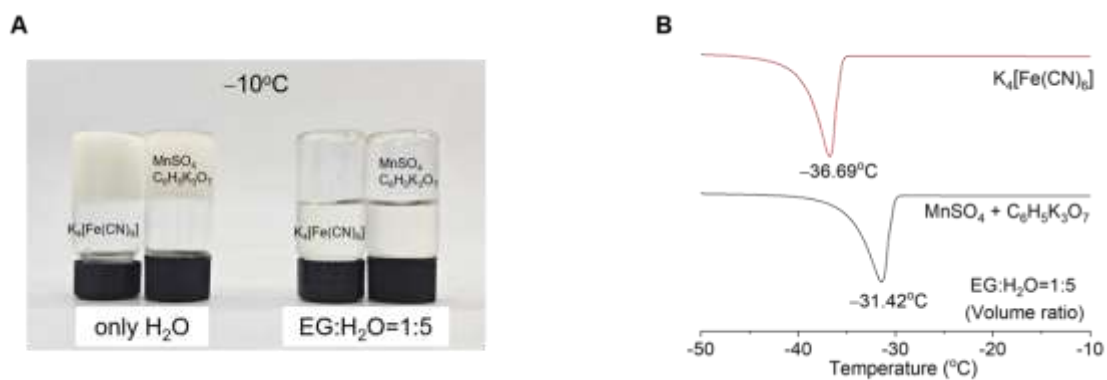 A
−10°C
MnSO₄
C₆H₅K₃O₇
K₄[Fe(CN)₆]
only H₂O
MnSO₄
C₆H₅K₃O₇
K₄[Fe(CN)₆]
EG:H₂O=1:5
B
K₄[Fe(CN)₆]
−36.69°C
MnSO₄ + C₆H₅K₃O₇
−31.42°C
EG:H₂O=1:5
(Volume ratio)
-50 -40 -30 -20 -10
Temperature (°C)